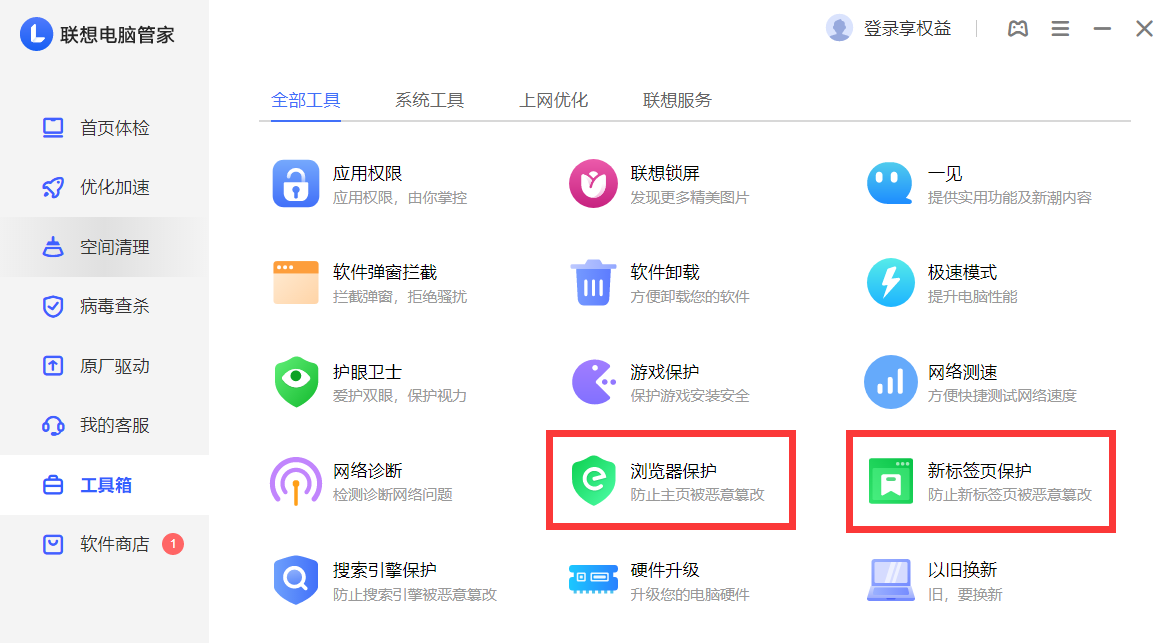 联想电脑管家
登录享权益
首页体检
优化加速
空间清理
病毒查杀
原厂驱动
我的客服
工具箱
软件商店 1
全部工具 系统工具 上网优化 联想服务
应用权限
应用权限，由你掌控
联想锁屏
发现更多精美图片
一见
提供实用功能及新潮内容
软件弹窗拦截
拦截弹窗，拒绝骚扰
软件卸载
方便卸载您的软件
极速模式
提升电脑性能
护眼卫士
爱护双眼，保护视力
游戏保护
保护游戏安装安全
网络测速
方便快捷测试网络速度
网络诊断
检测诊断网络问题
浏览器保护
防止主页被恶意篡改
新标签页保护
防止新标签页被恶意篡改
搜索引擎保护
防止搜索引擎被恶意篡改
硬件升级
升级您的电脑硬件
以旧换新
旧，要换新